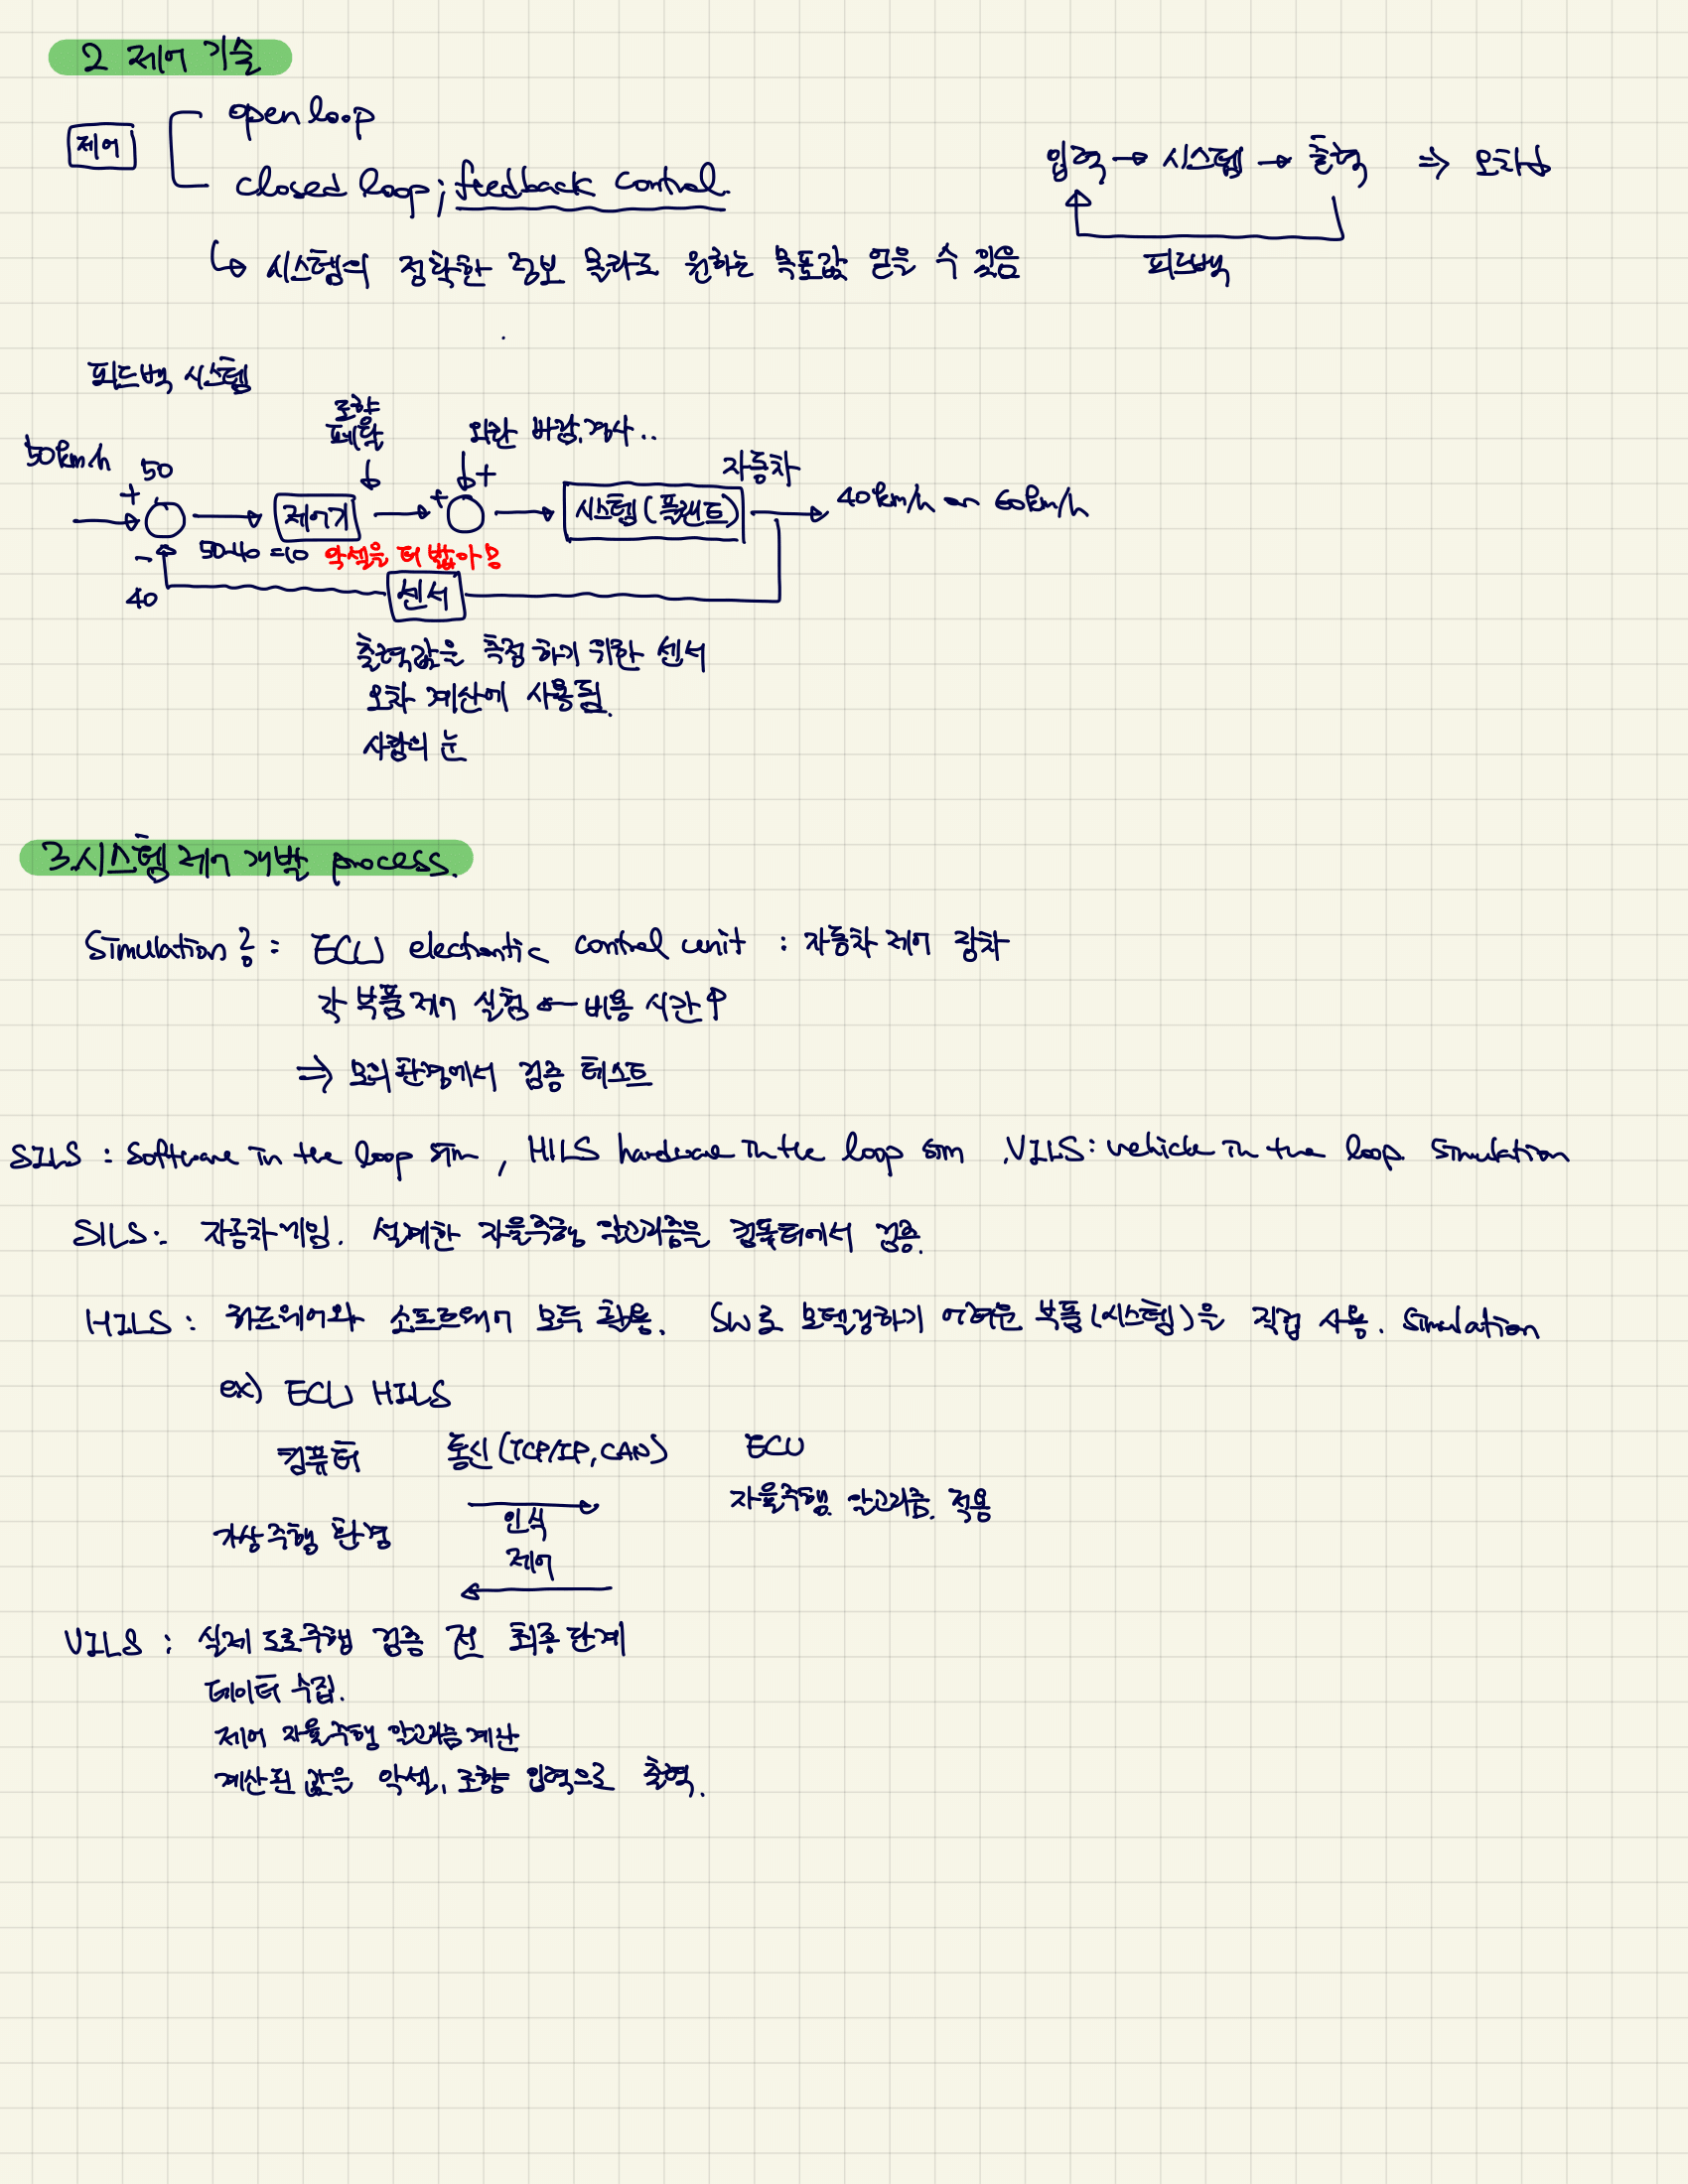 2 제어 기술
제어
open loop
closed loop; feedback control.
입력 → 시스템 → 출력 ⇒ 오차↓
피드백
↳ 시스템의 정확한 정보 몰라도 원하는 목표값 얻을 수 있음
피드백 시스템
조향
페달
외란 바람, 경사..
50km/h
50
자동차
+ - + +
제어기
시스템(플랜트)
40km/h or 60km/h
50-40=10
악셀을 더 밟아라
40
센서
출력값을 측정하기 위한 센서
오차 계산에 사용됨.
사람의 눈
3.시스템 제어 개발 process.
Simulation? : ECU electrontic control unit : 자동차 제어 장치
각 부품 제어 실험 ← 비용 시간↑
⇒ 모의환경에서 검증 테스트
SILS : Software in the loop sim , HILS hardware in the loop sim , VILS: vehicle in the loop. Simulation
SILS: 자동차게임. 설계한 자율주행 알고리즘을 컴퓨터에서 검증.
HILS : 하드웨어와 소프트웨어 모두 활용. SW로 모델링하기 어려운 부품(시스템)을 직접 사용. Simulation
ex) ECU HILS
컴퓨터 통신(TCP/IP, CAN) ECU
자율주행 알고리즘. 적용
가상주행 환경
→
인식
제어
←
VILS : 실제 도로주행 검증 전 최종단계
데이터 수집.
제어 자율주행 알고리즘 계산
계산된 값을 악셀, 조향 입력으로 출력.